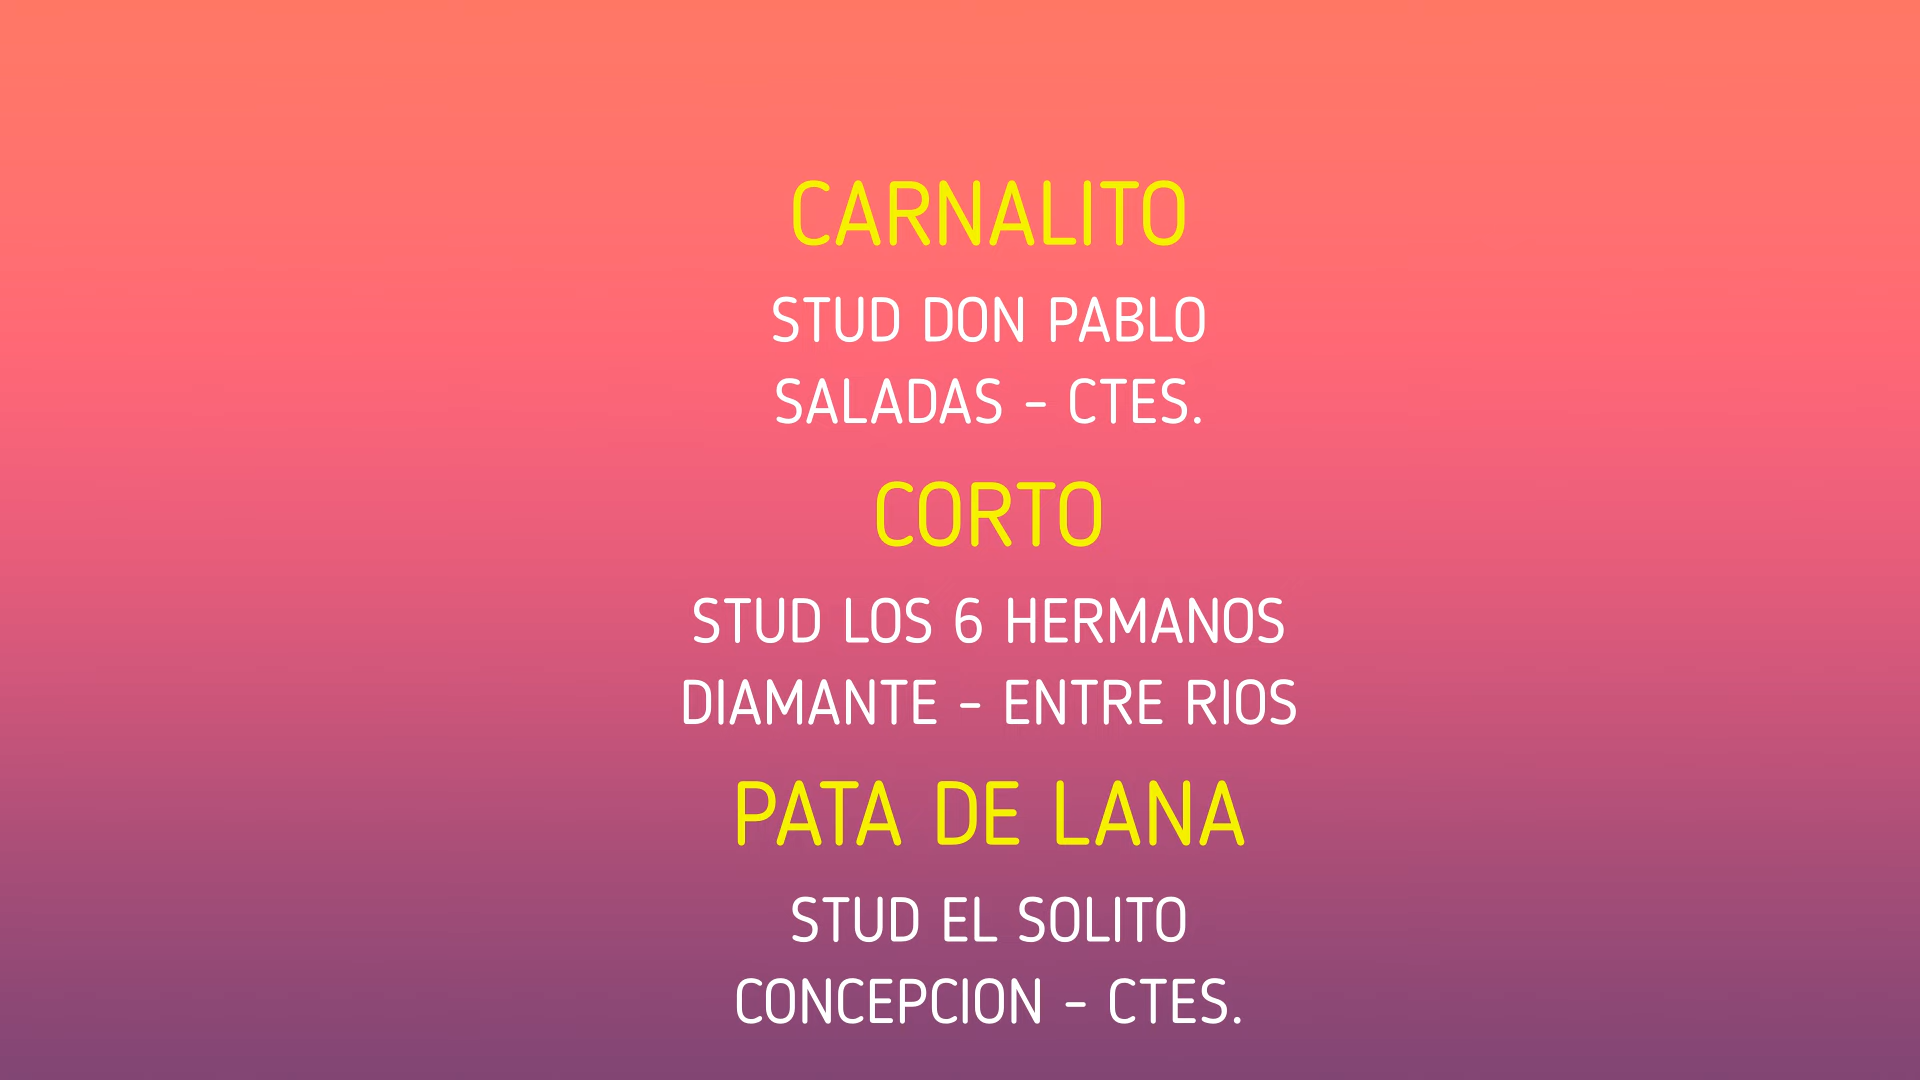 CARNALITO
STUD DON PABLO
SALADAS - CTES.
CORTO
STUD LOS 6 HERMANOS
DIAMANTE - ENTRE RIOS
PATA DE LANA
STUD EL SOLITO
CONCEPCION - CTES.